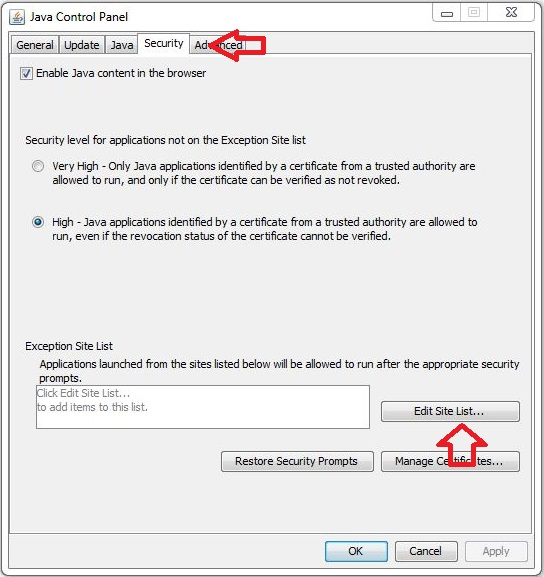 Java Control Panel
General Update Java Security Advanced
Enable Java content in the browser
Security level for applications not on the Exception Site list
Very High - Only Java applications identified by a certificate from a trusted authority are
allowed to run, and only if the certificate can be verified as not revoked.
High - Java applications identified by a certificate from a trusted authority are allowed to
run, even if the revocation status of the certificate cannot be verified.
Exception Site List
Applications launched from the sites listed below will be allowed to run after the appropriate security
prompts.
Click Edit Site List...
to add items to this list.
Edit Site List...
Restore Security Prompts
Manage Certificates...
OK
Cancel
Apply